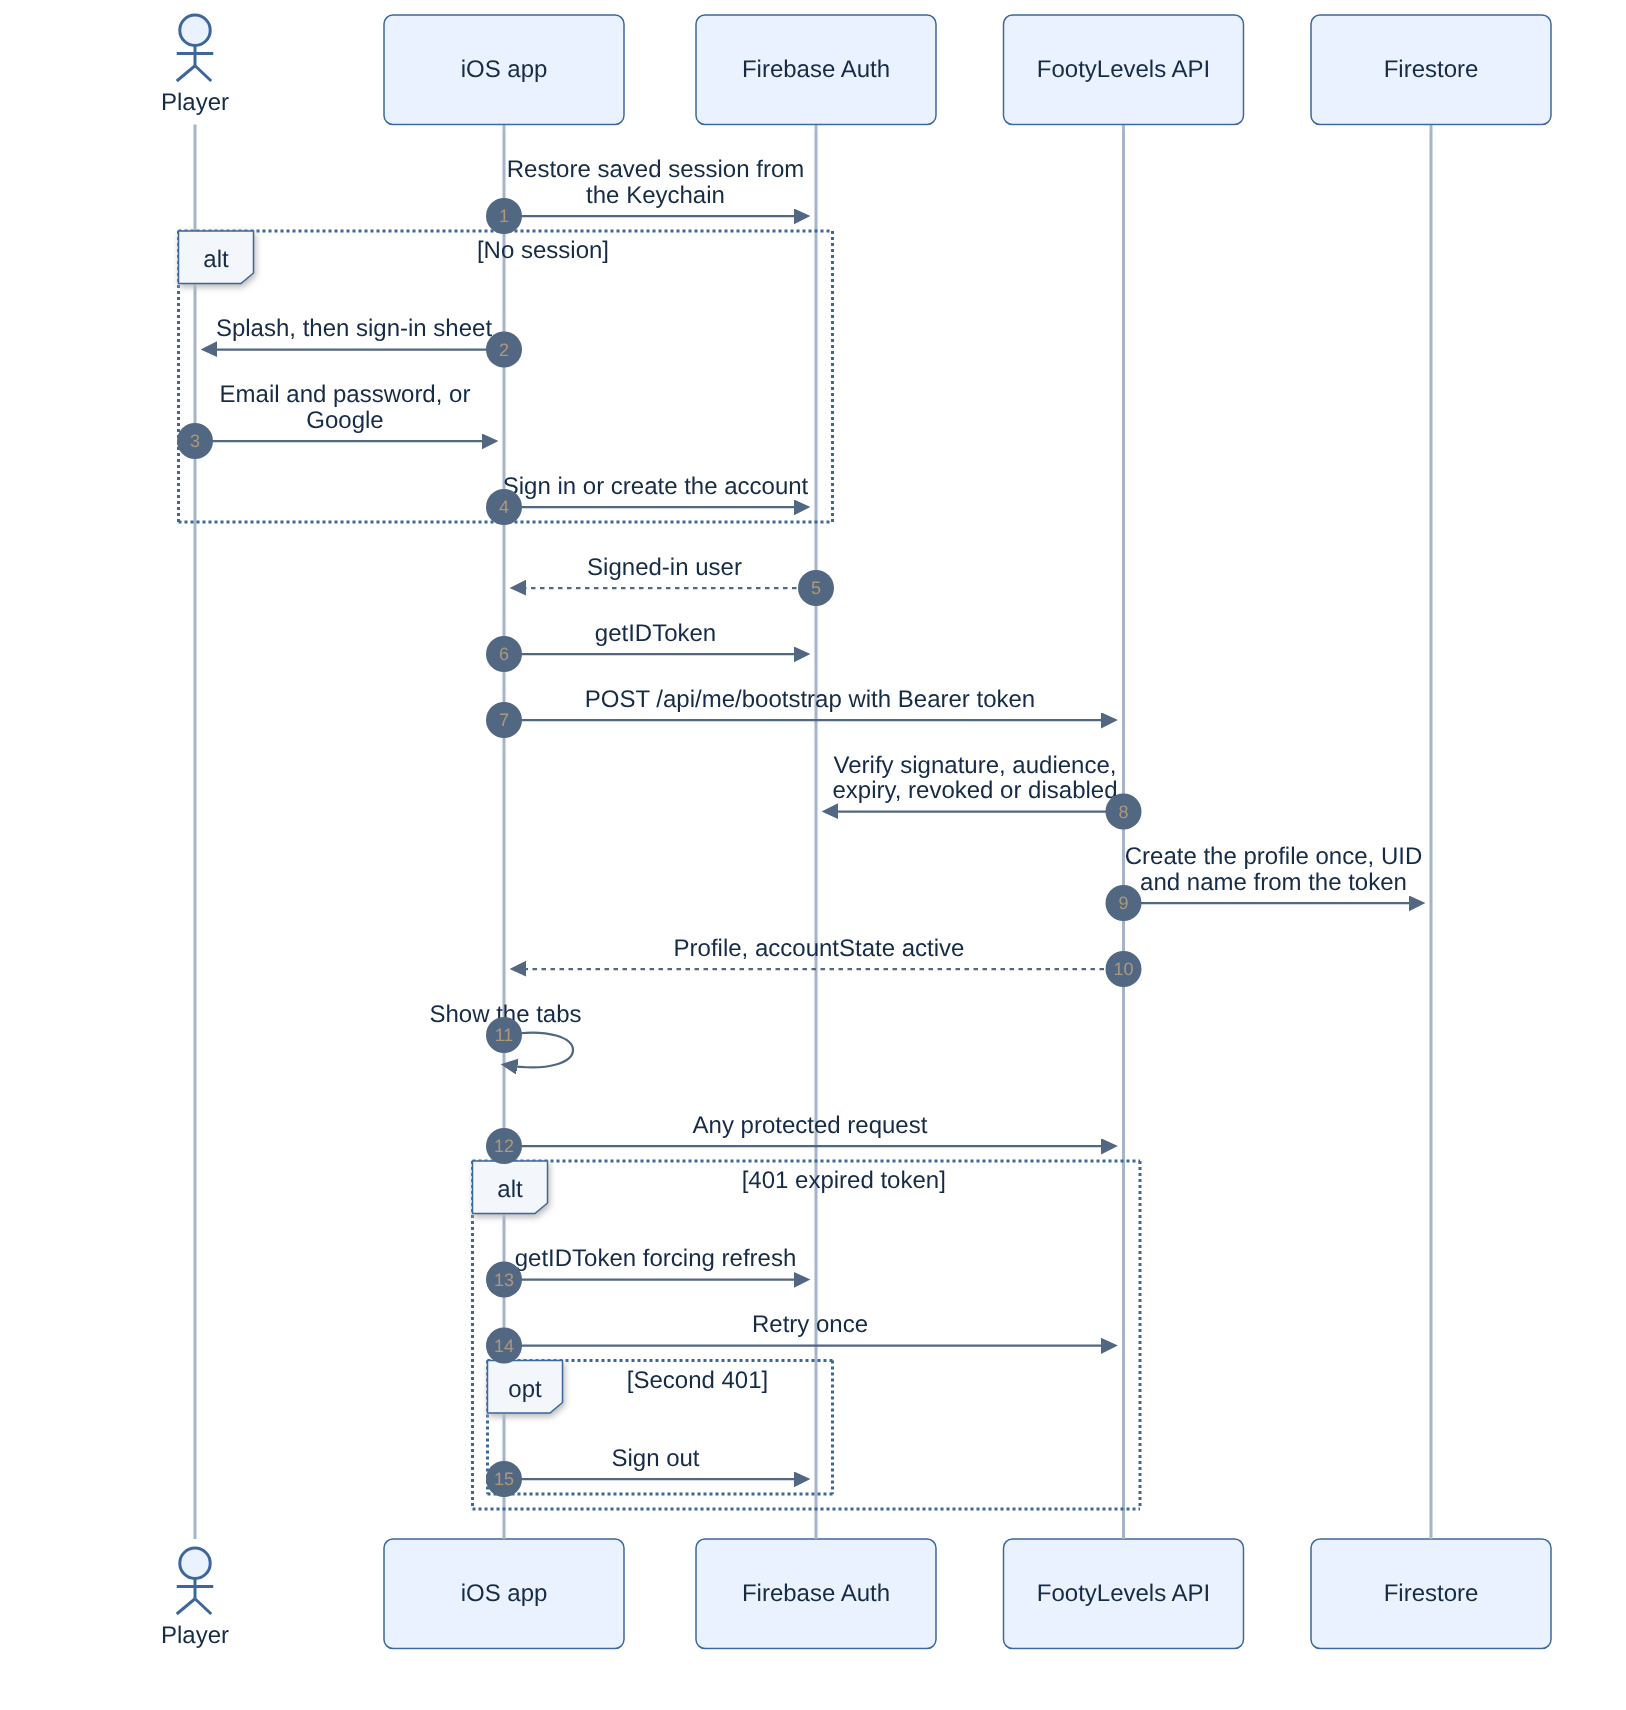 Player
iOS app
Firebase Auth
FootyLevels API
Firestore
Restore saved session from
the Keychain
1
alt
[No session]
Splash, then sign-in sheet
2
Email and password, or
Google
3
Sign in or create the account
4
Signed-in user
5
getIDToken
6
POST /api/me/bootstrap with Bearer token
7
Verify signature, audience,
expiry, revoked or disabled
8
Create the profile once, UID
and name from the token
9
Profile, accountState active
10
Show the tabs
11
Any protected request
12
alt
[401 expired token]
getIDToken forcing refresh
13
Retry once
14
opt
[Second 401]
Sign out
15
Player
iOS app
Firebase Auth
FootyLevels API
Firestore